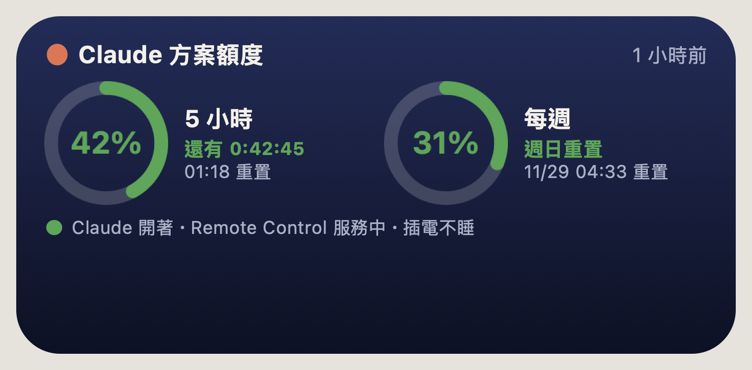 Claude 方案額度
1 小時前
42%
5 小時
還有 0:42:45
01:18 重置
31%
每週
週日重置
11/29 04:33 重置
Claude 開著・Remote Control 服務中・插電不睡